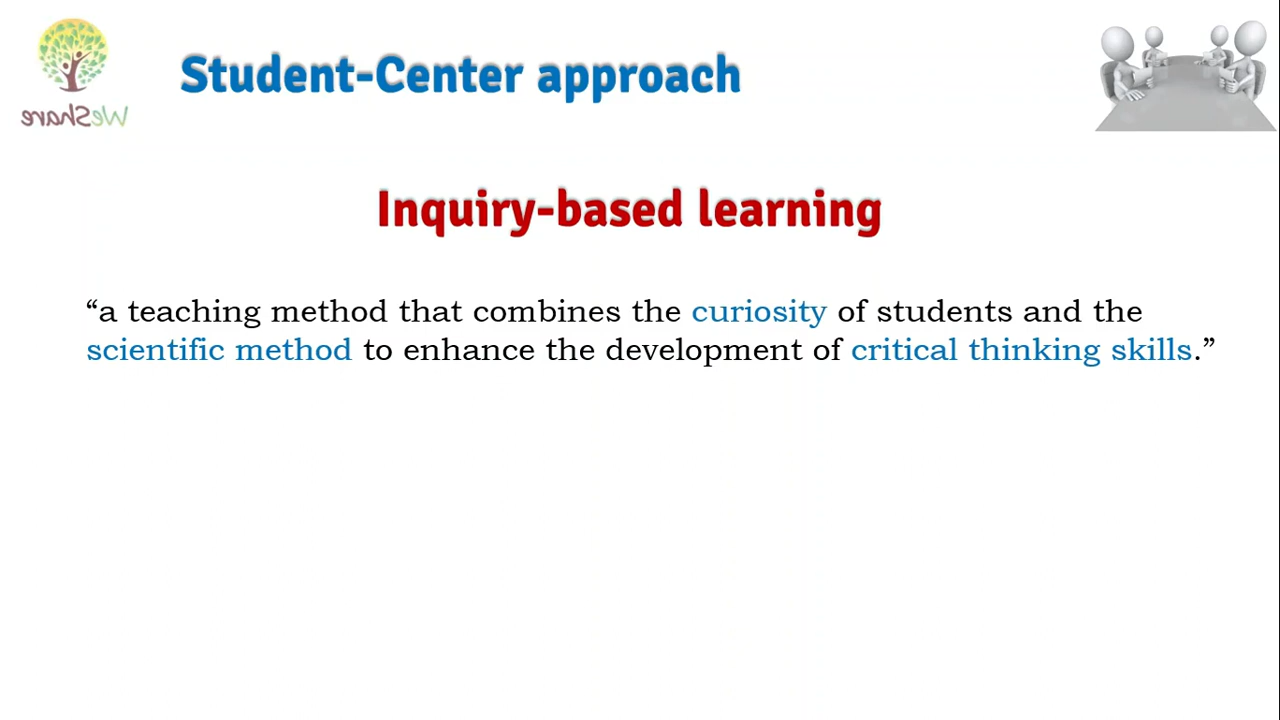 Student-Center approach
WeShare
Inquiry-based learning
“a teaching method that combines the curiosity of students and the
scientific method to enhance the development of critical thinking skills.”